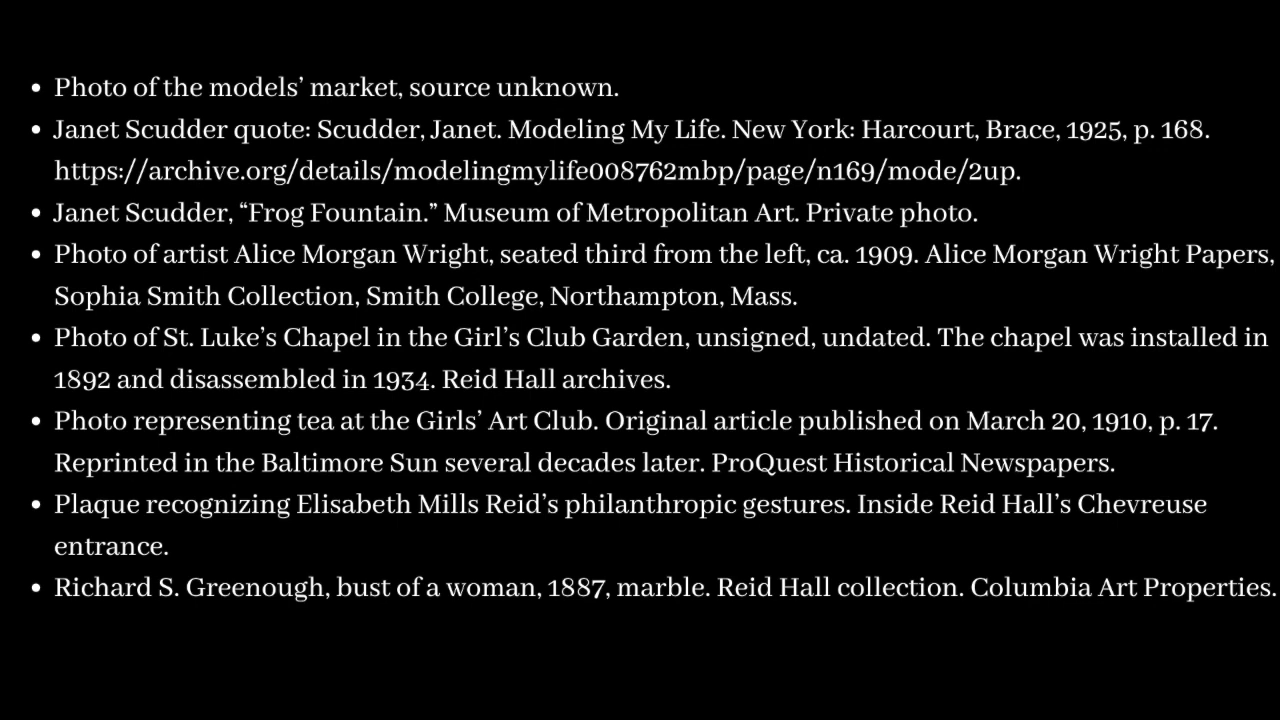 • Photo of the models’ market, source unknown.
• Janet Scudder quote: Scudder, Janet. Modeling My Life. New York: Harcourt, Brace, 1925, p. 168.
https://archive.org/details/modelingmylife008762mbp/page/n169/mode/2up.
• Janet Scudder, “Frog Fountain.” Museum of Metropolitan Art. Private photo.
• Photo of artist Alice Morgan Wright, seated third from the left, ca. 1909. Alice Morgan Wright Papers,
Sophia Smith Collection, Smith College, Northampton, Mass.
• Photo of St. Luke’s Chapel in the Girl’s Club Garden, unsigned, undated. The chapel was installed in
1892 and disassembled in 1934. Reid Hall archives.
• Photo representing tea at the Girls’ Art Club. Original article published on March 20, 1910, p. 17.
Reprinted in the Baltimore Sun several decades later. ProQuest Historical Newspapers.
• Plaque recognizing Elisabeth Mills Reid’s philanthropic gestures. Inside Reid Hall’s Chevreuse
entrance.
• Richard S. Greenough, bust of a woman, 1887, marble. Reid Hall collection. Columbia Art Properties.